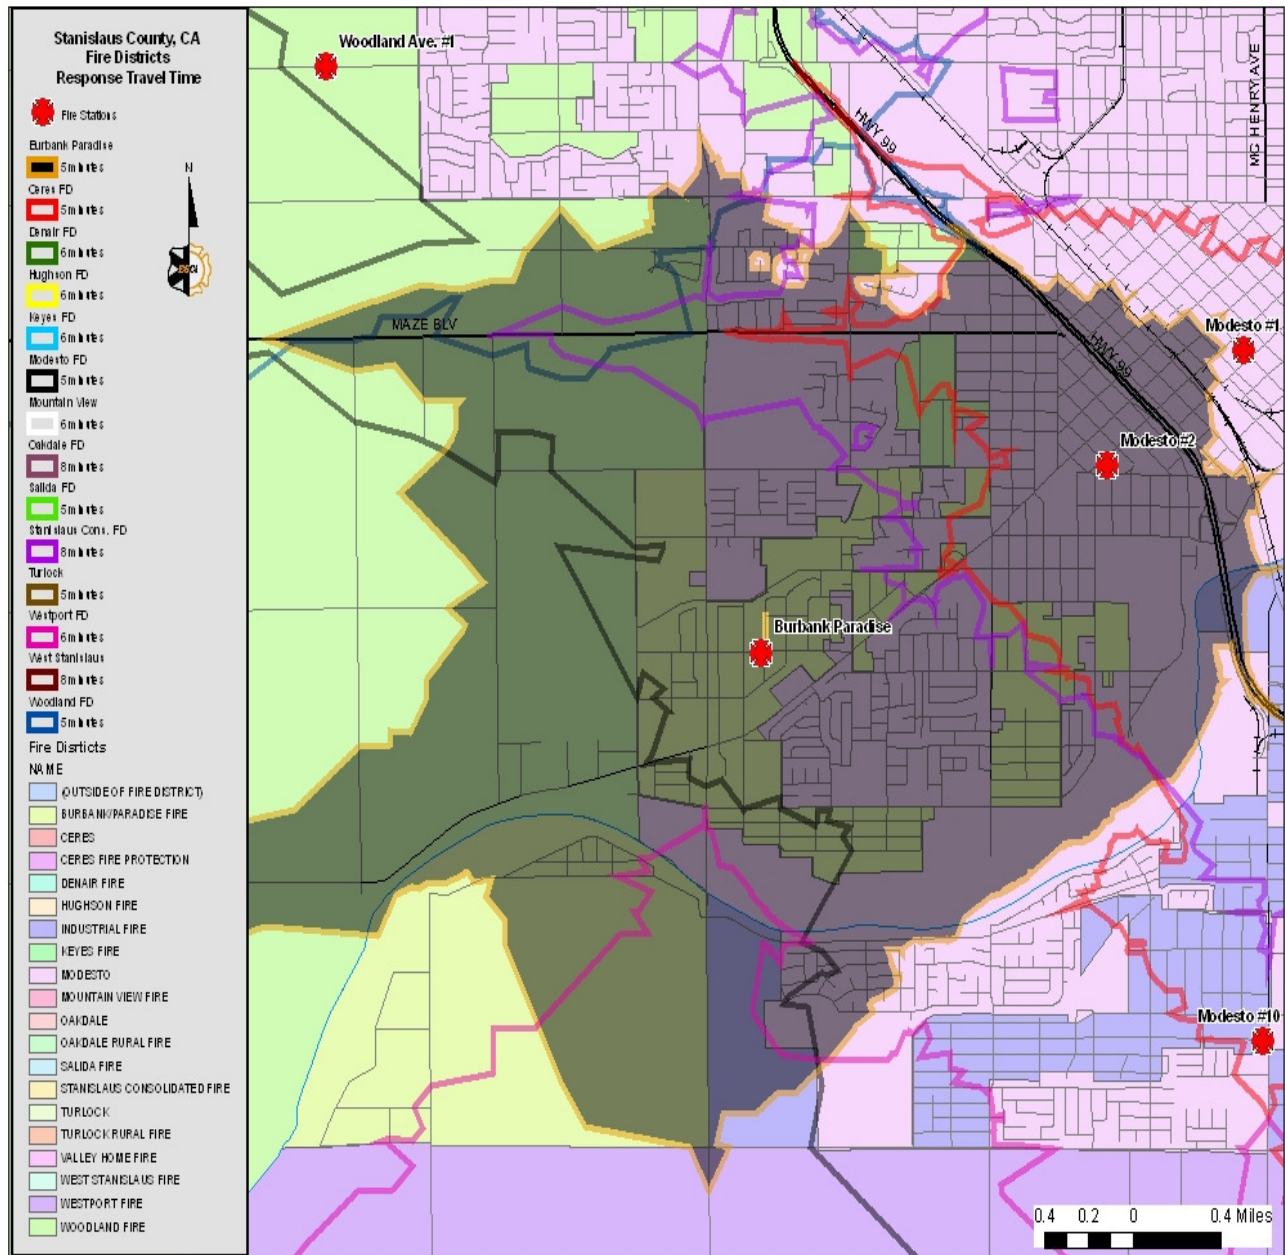 Stanislaus County, CA
Fire Districts
Response Travel Time
Fire Stations
Burbank Paradise
5 minutes
Ceres FD
5 minutes
Denair FD
6 minutes
Hughson FD
6 minutes
Keyes FD
6 minutes
Modesto FD
5 minutes
Mountain View
6 minutes
Oakdale FD
8 minutes
Salida FD
5 minutes
Stanislaus Cons. FD
8 minutes
Turlock
5 minutes
Westport FD
6 minutes
West Stanislaus
8 minutes
Woodland FD
5 minutes
Fire Disrticts
NAME
(OUTSIDE OF FIRE DISTRICT)
BURBANK/PARADISE FIRE
CERES
CERES FIRE PROTECTION
DENAIR FIRE
HUGHSON FIRE
INDUSTRIAL FIRE
KEYES FIRE
MODESTO
MOUNTAIN VIEW FIRE
OAKDALE
OAKDALE RURAL FIRE
SALIDA FIRE
STANISLAUS CONSOLIDATED FIRE
TURLOCK
TURLOCK RURAL FIRE
VALLEY HOME FIRE
WEST STANISLAUS FIRE
WESTPORT FIRE
WOODLAND FIRE
N
Woodland Ave. #1
HWY 99
MC HENRY AVE
MAZE BLV
HWY 99
Modesto #1
Modesto #2
Burbank Paradise
Modesto #10
0.4 0.2 0 0.4 Miles